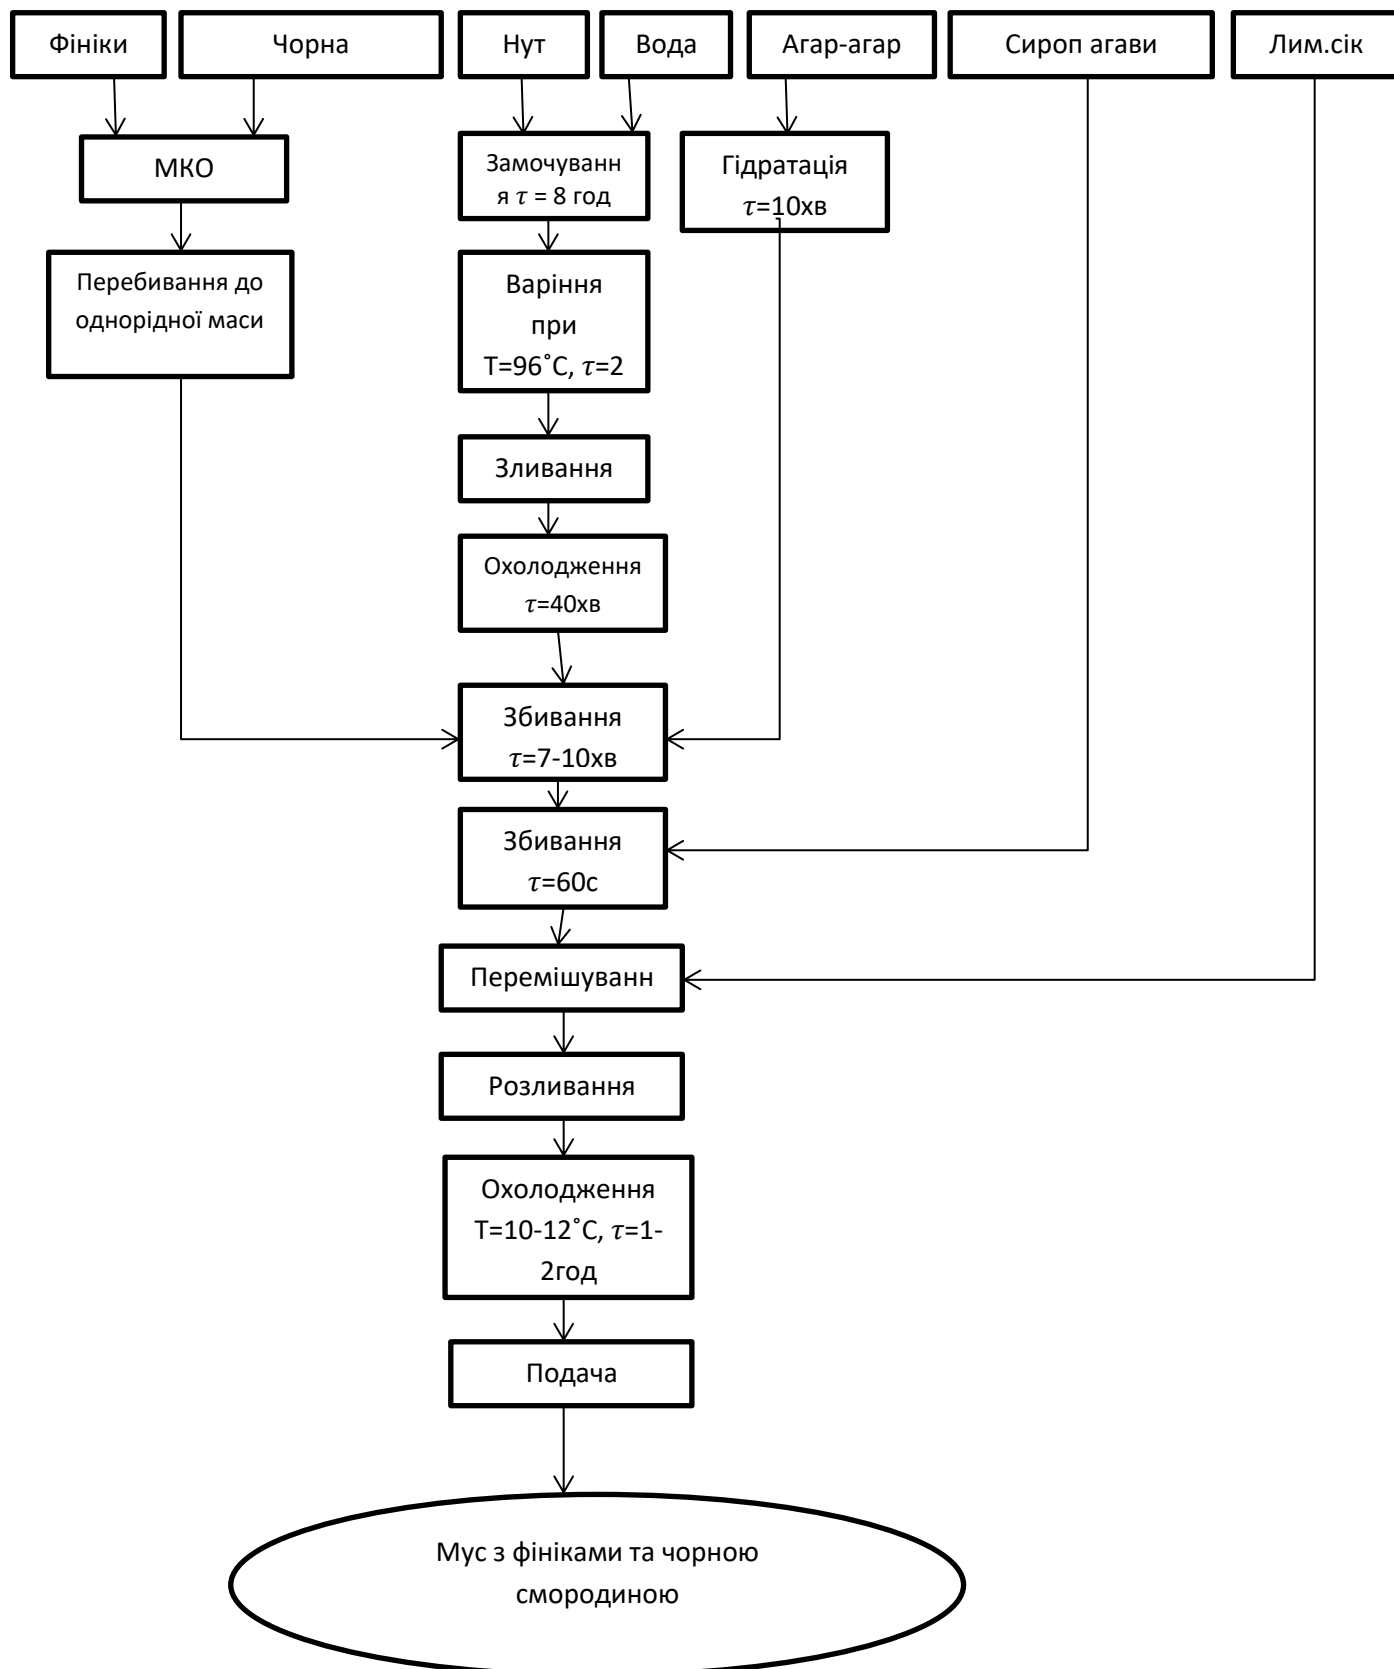 Фініки
Чорна
Нут
Вода
Агар-агар
Сироп агави
Лим.сік
МКО
Замочуванн
я τ = 8 год
Гідратація
τ=10хв
Перебивання до
однорідної маси
Варіння
при
Т=96˚С, τ=2
Зливання
Охолодження
τ=40хв
Збивання
τ=7-10хв
Збивання
τ=60с
Перемішуванн
Розливання
Охолодження
Т=10-12˚С, τ=1-
2год
Подача
Мус з фініками та чорною
смородиною